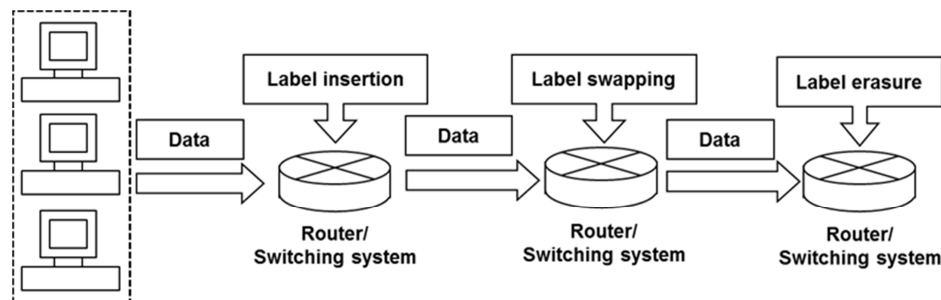 Label insertion
Label swapping
Label erasure
Data
Data
Data
Router/
Switching system
Router/
Switching system
Router/
Switching system